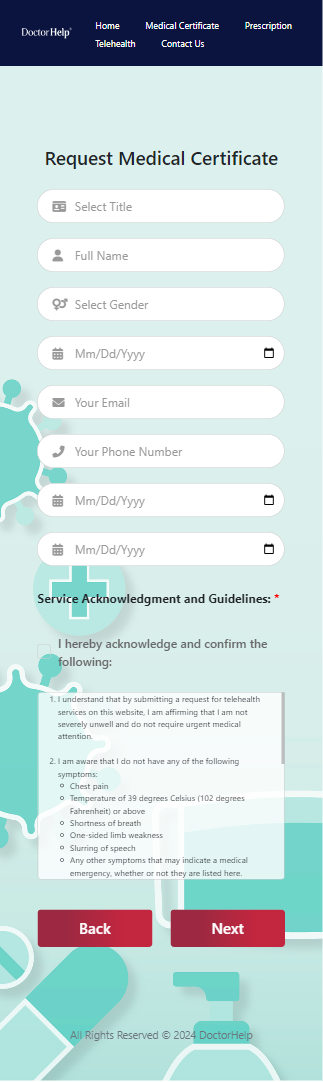 DoctorHelp®
Home Medical Certificate Prescription
Telehealth Contact Us
Request Medical Certificate
Select Title
Full Name
Select Gender
Mm/Dd/Yyyy
Your Email
Your Phone Number
Mm/Dd/Yyyy
Mm/Dd/Yyyy
Service Acknowledgment and Guidelines: *
I hereby acknowledge and confirm the
following:
1. I understand that by submitting a request for telehealth
services on this website, I am affirming that I am not
severely unwell and do not require urgent medical
attention.
2. I am aware that I do not have any of the following
symptoms:
Chest pain
Temperature of 39 degrees Celsius (102 degrees
Fahrenheit) or above
Shortness of breath
One-sided limb weakness
Slurring of speech
Any other symptoms that may indicate a medical
emergency, whether or not they are listed here.
Back Next
All Rights Reserved © 2024 DoctorHelp